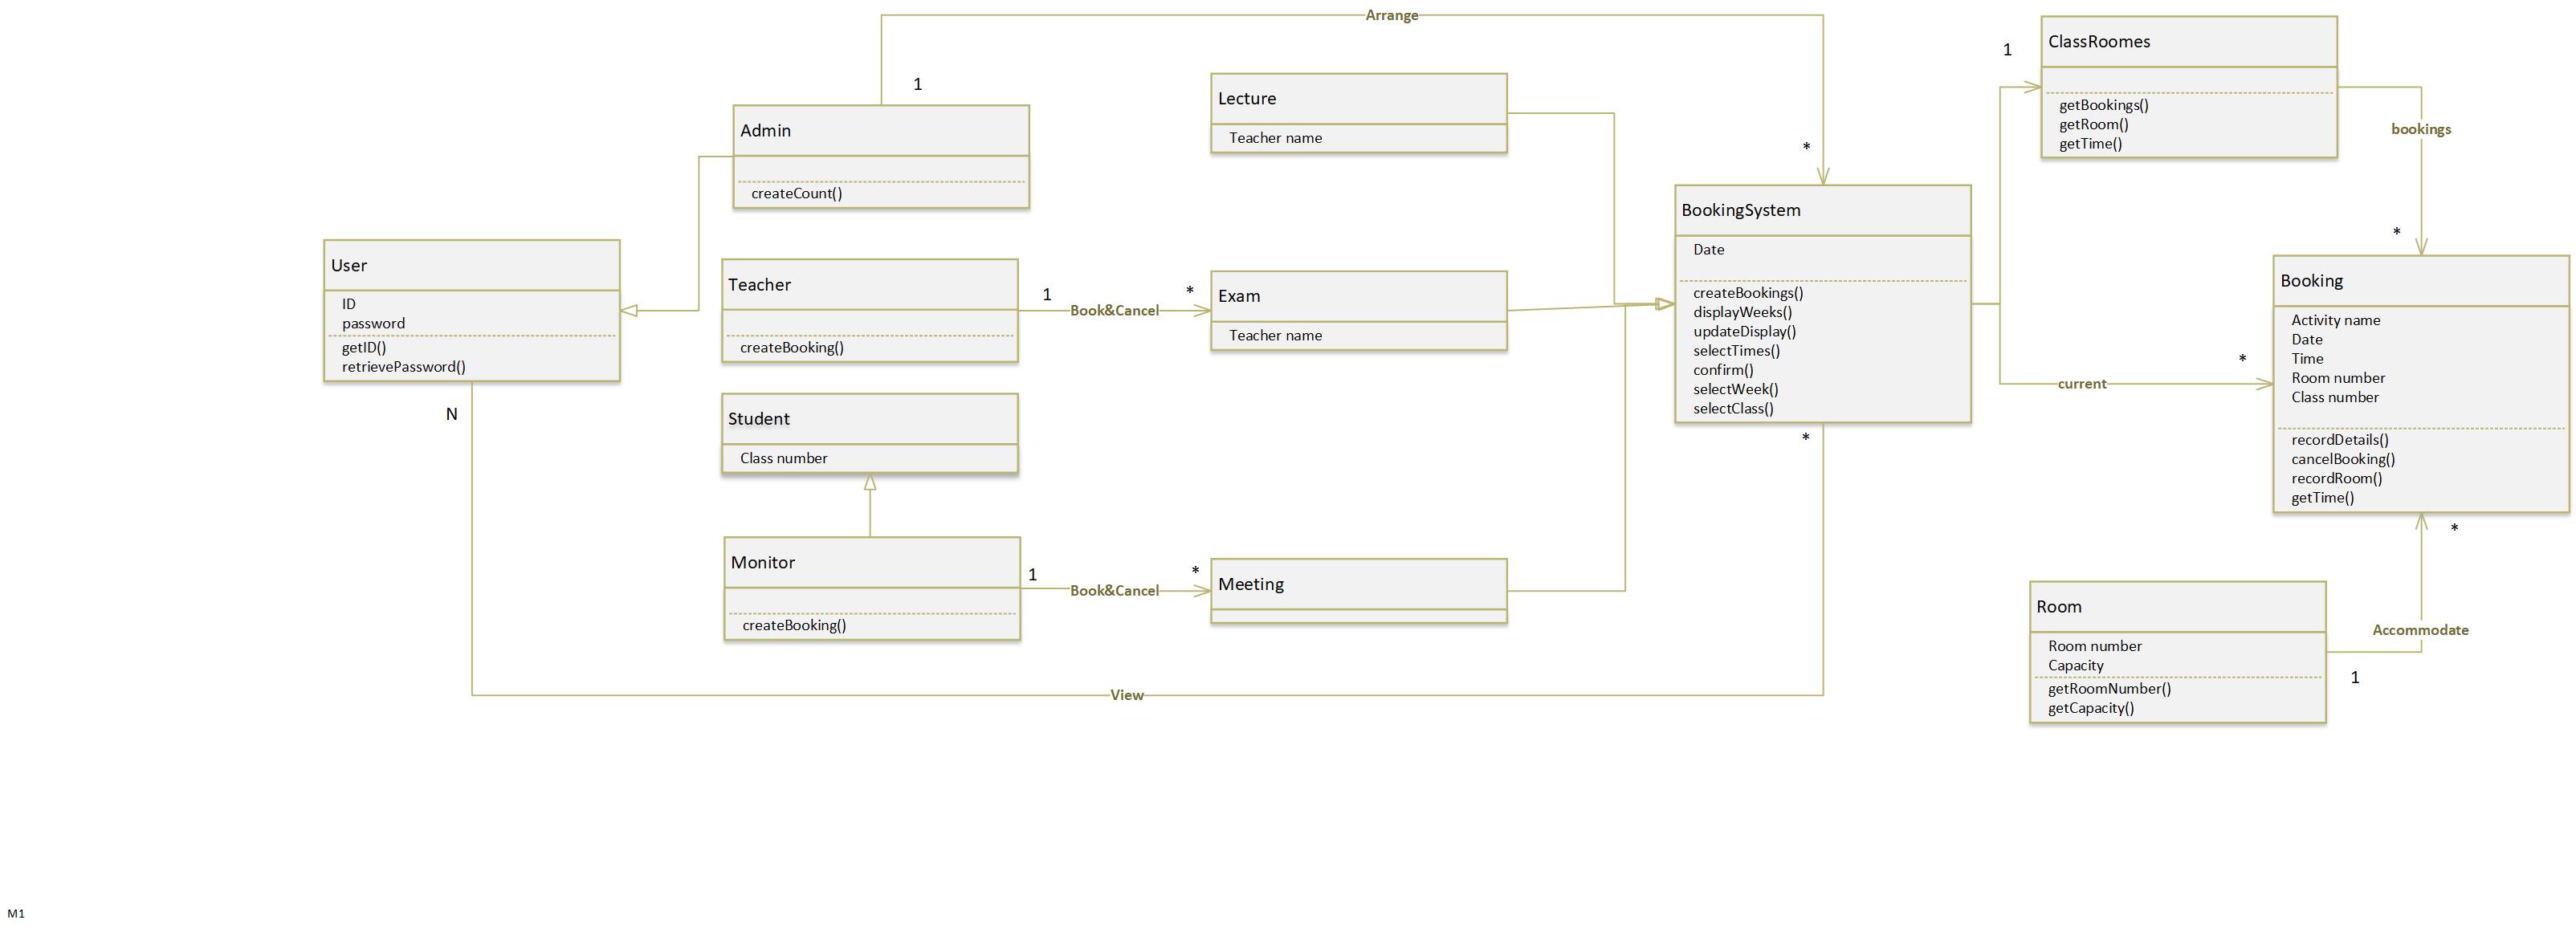 Arrange
1
*
User
ID
password
getID()
retrievePassword()
N
Admin
createCount()
Teacher
createBooking()
1
Book&Cancel
*
Student
Class number
Monitor
createBooking()
1
Book&Cancel
*
View
Lecture
Teacher name
Exam
Teacher name
Meeting
BookingSystem
Date
createBookings()
displayWeeks()
updateDisplay()
selectTimes()
confirm()
selectWeek()
selectClass()
*
1
ClassRoomes
getBookings()
getRoom()
getTime()
bookings
*
current
*
Booking
Activity name
Date
Time
Room number
Class number
recordDetails()
cancelBooking()
recordRoom()
getTime()
*
Accommodate
1
Room
Room number
Capacity
getRoomNumber()
getCapacity()
M1